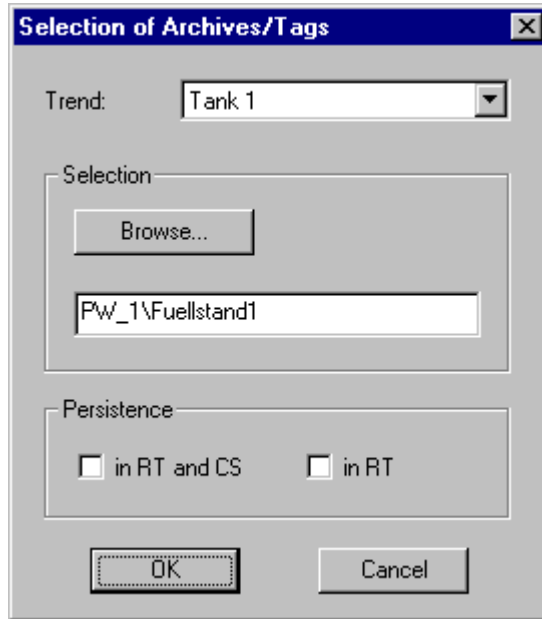 Selection of Archives/Tags
Trend: Tank 1
Selection
Browse...
PW_1\Fuellstand1
Persistence
in RT and CS in RT
OK Cancel